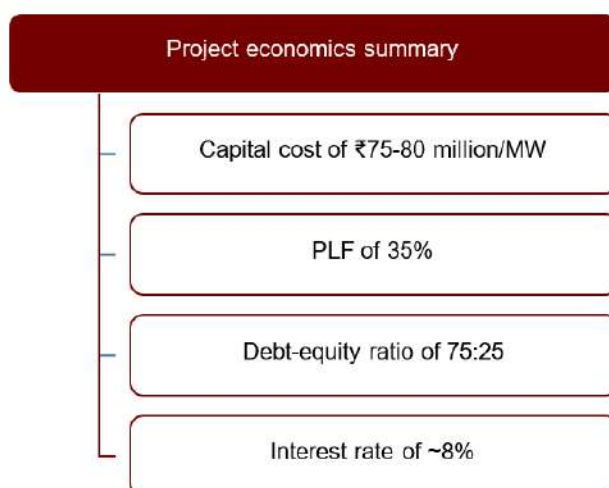 Project economics summary
Capital cost of ₹75-80 million/MW
PLF of 35%
Debt-equity ratio of 75:25
Interest rate of ~8%